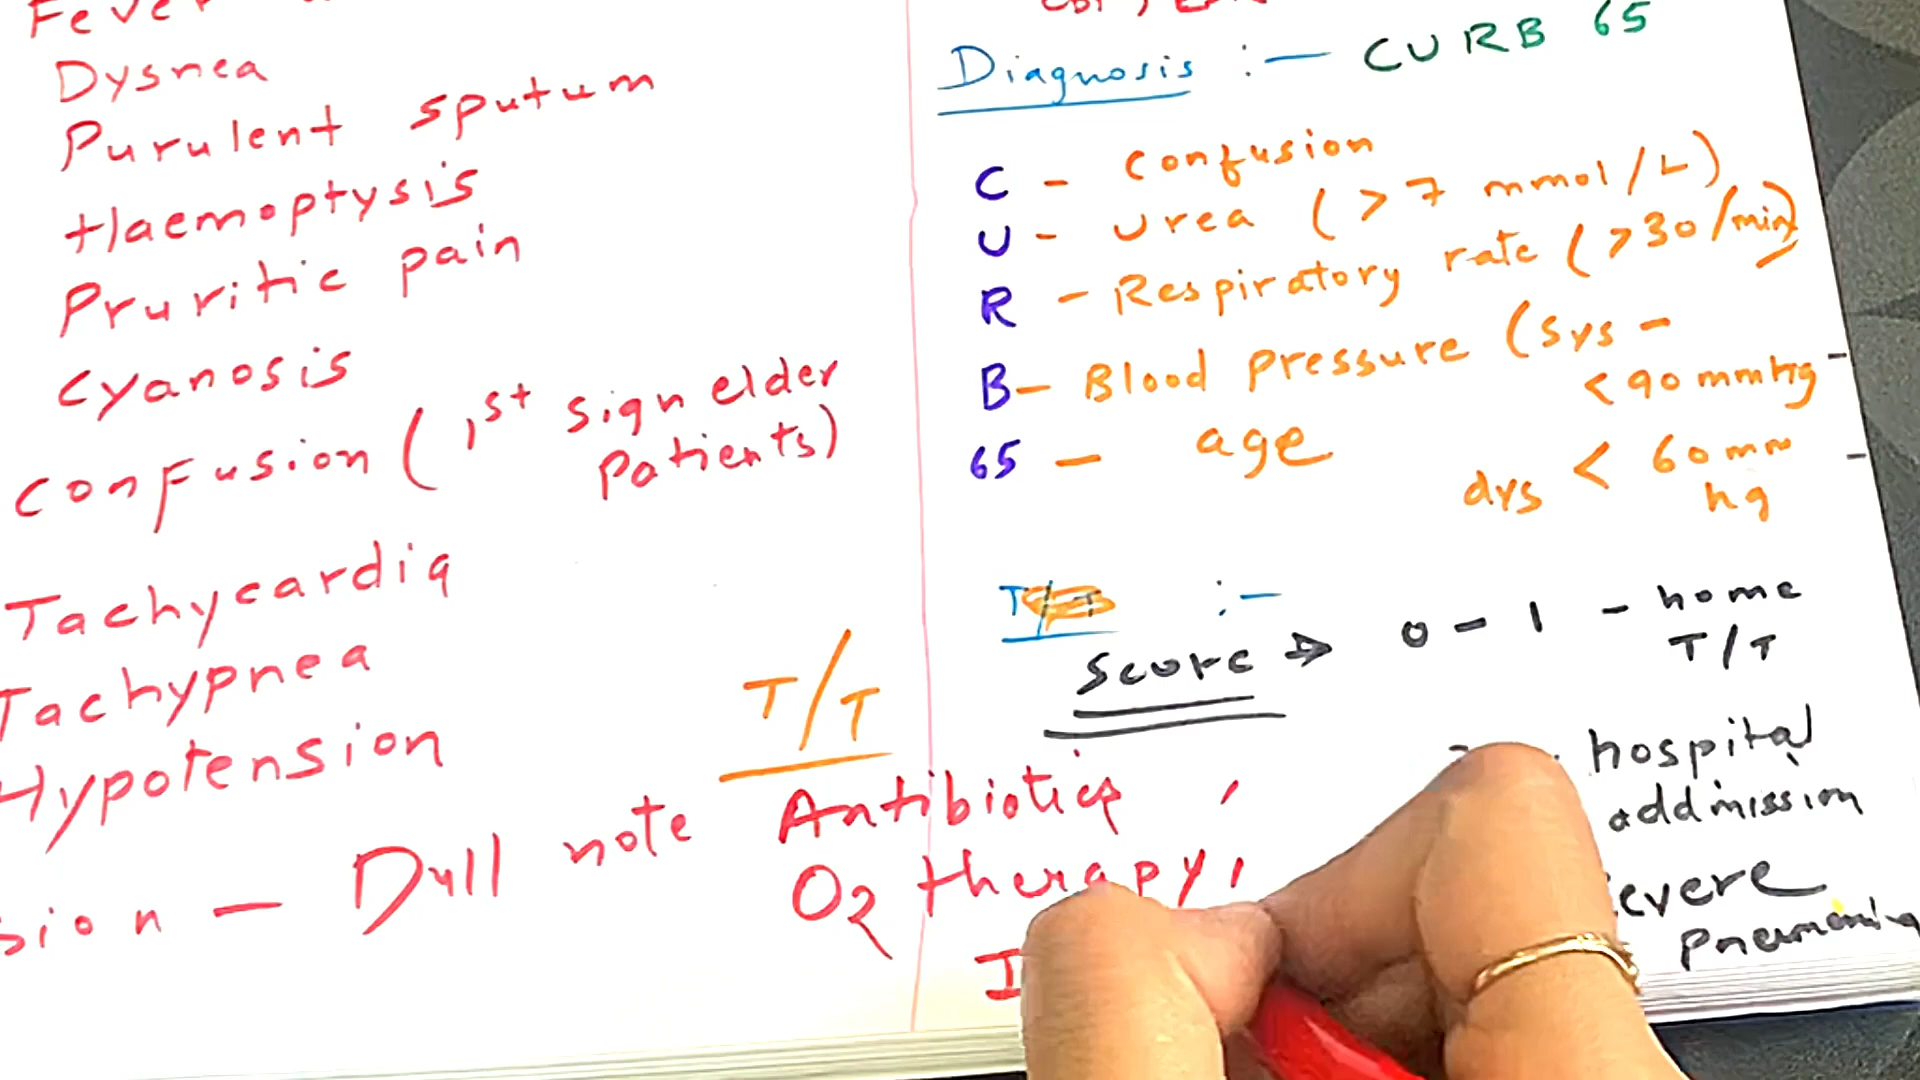 Fever
Dysnea
Purulent sputum
Haemoptysis
Pruritic pain
Cyanosis
Confusion (1st sign elder
patients)
Tachycardia
Tachypnea
Hypotension
sion - Dull note
T/T
Antibiotics,
O2 therapy,
I
Diagnosis :- CURB 65
C - Confusion
U - Urea (>7 mmol/L)
R - Respiratory rate (>30/min)
B - Blood pressure (sys -
<90 mmhg
65 - age
dys < 60 mm
hg
T/T :-
Score → 0 - 1 - home
T/T
hospital
addmission
evere